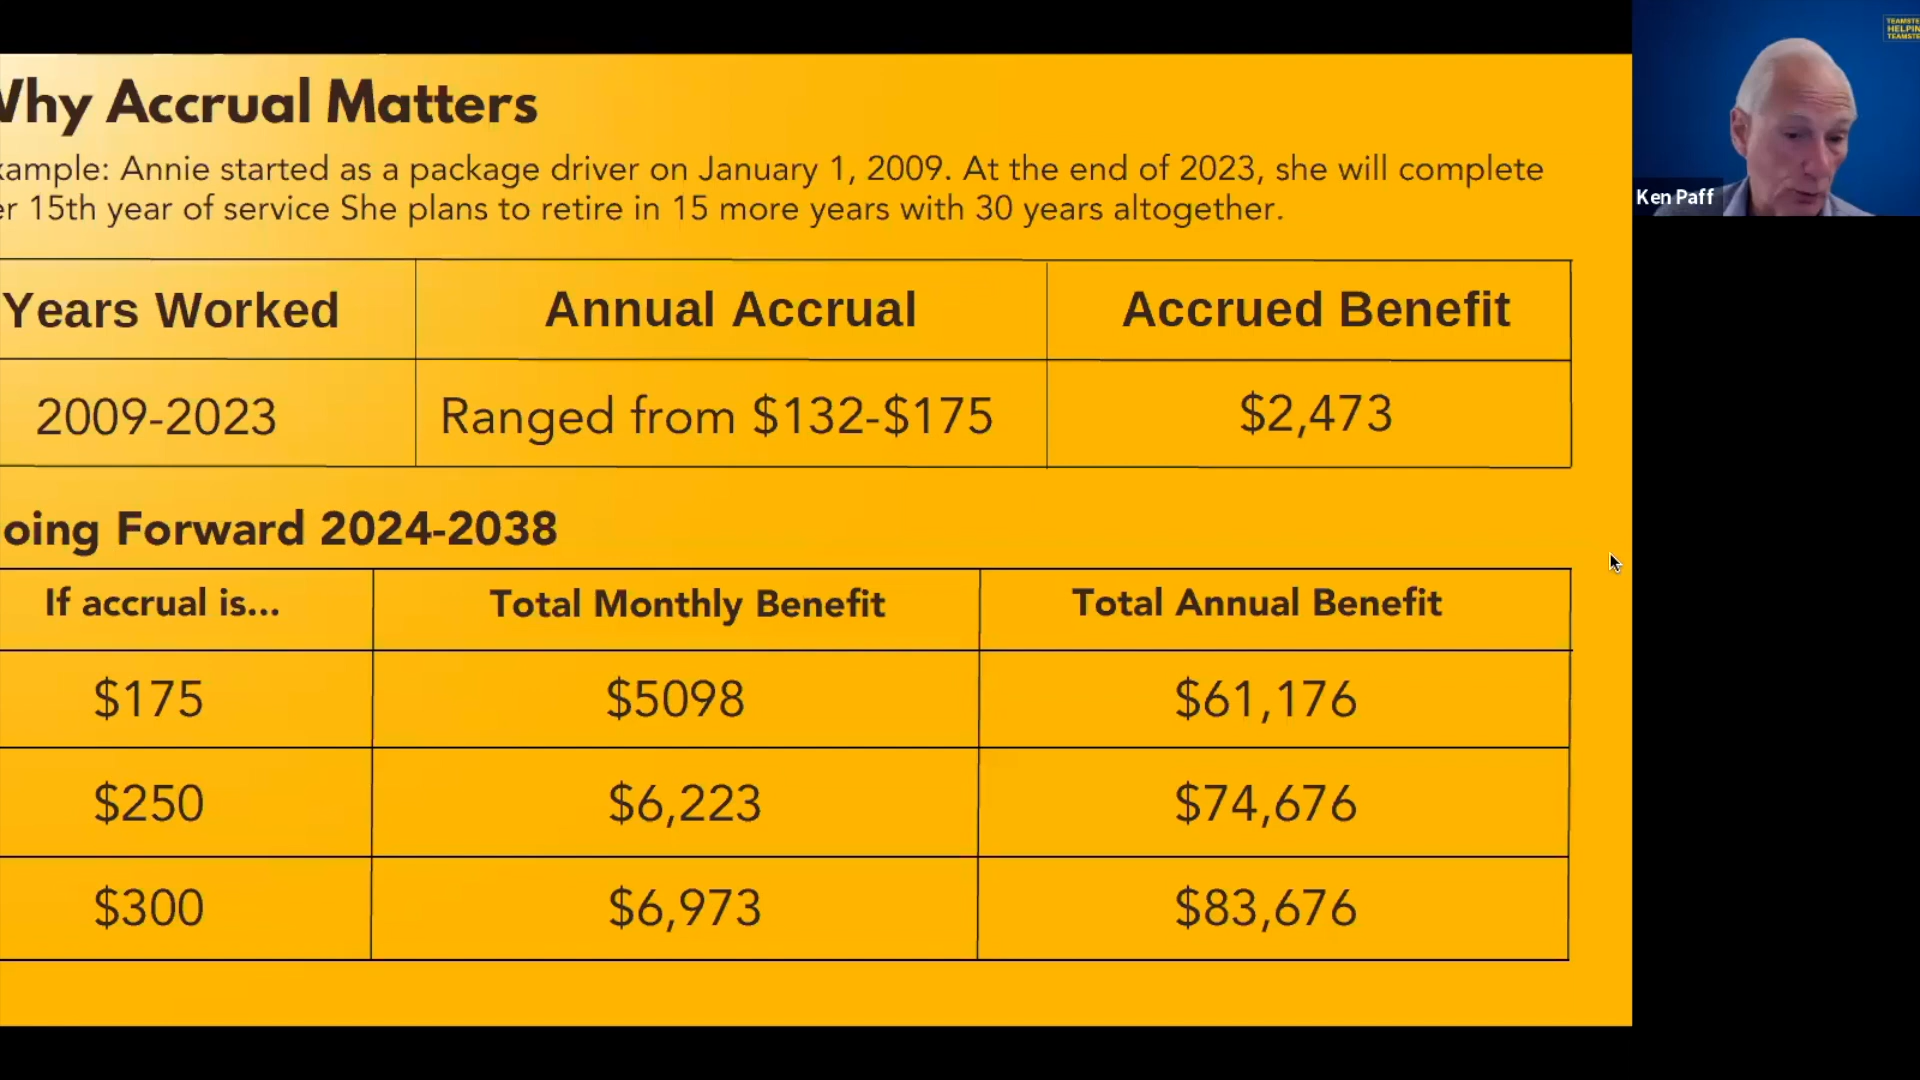 Why Accrual Matters
xample: Annie started as a package driver on January 1, 2009. At the end of 2023, she will complete
er 15th year of service She plans to retire in 15 more years with 30 years altogether.
Years Worked Annual Accrual Accrued Benefit
2009-2023 Ranged from $132-$175 $2,473
oing Forward 2024-2038
If accrual is... Total Monthly Benefit Total Annual Benefit
$175 $5098 $61,176
$250 $6,223 $74,676
$300 $6,973 $83,676
TEAMSTE
HELPIN
TEAMSTE
Ken Paff